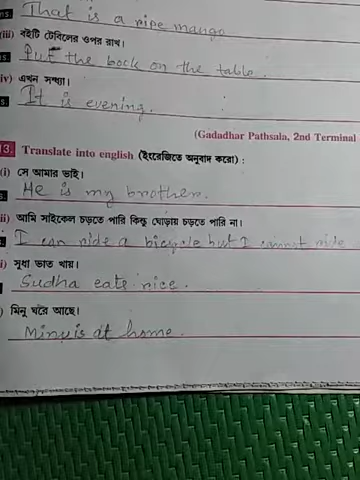 That is a ripe mango
(iii) বইটি টেবিলের ওপর রাখ।
Put the book on the table.
iv) এখন সন্ধ্যা।
It is evening.
(Gadadhar Pathsala, 2nd Terminal
13. Translate into english (ইংরেজিতে অনুবাদ করো) :
(i) সে আমার ভাই।
He is my brother.
ii) আমি সাইকেল চড়তে পারি কিন্তু ঘোড়ায় চড়তে পারি না।
I can ride a bicycle but I cannot ride
i) সুধা ভাত খায়।
Sudha eats rice.
) মিনু ঘরে আছে।
Minu is at home.